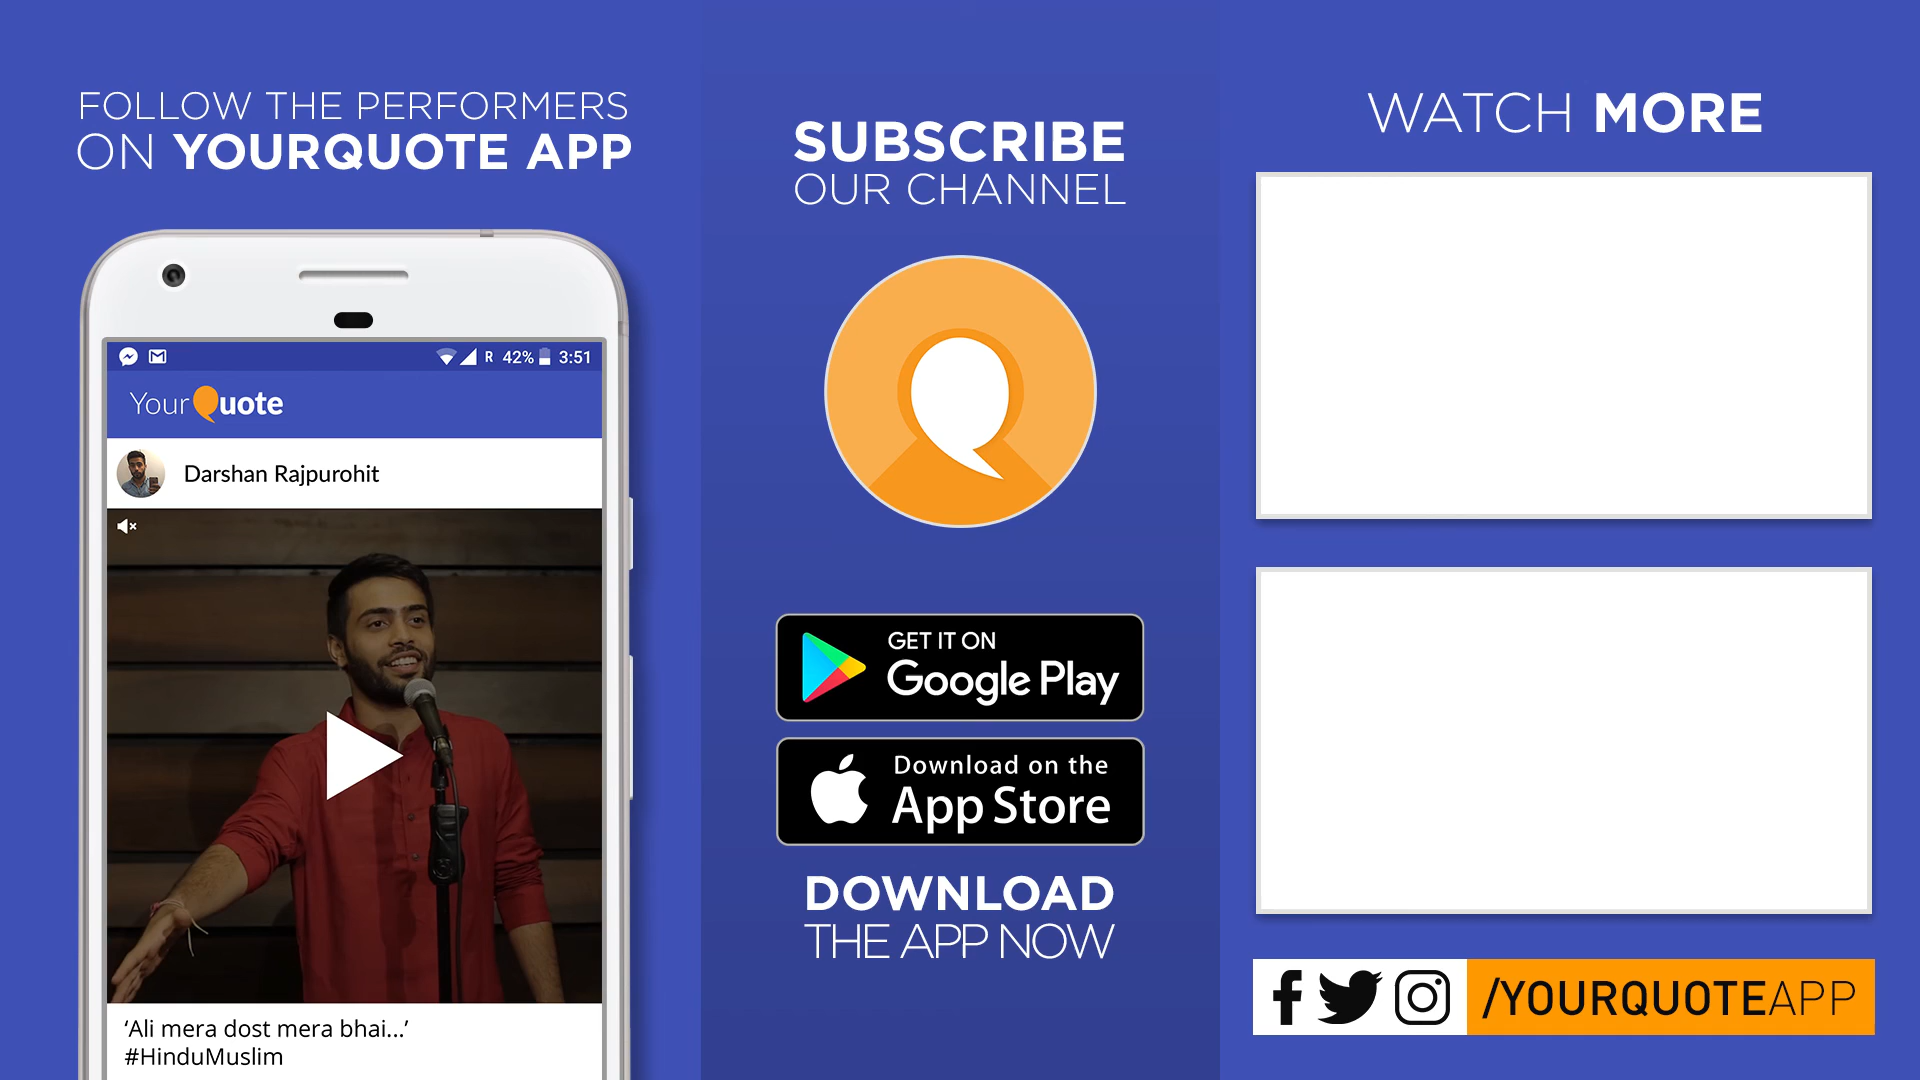 FOLLOW THE PERFORMERS
ON YOURQUOTE APP
R 42% 3:51
YourQuote
Darshan Rajpurohit
‘Ali mera dost mera bhai...’
#HinduMuslim
SUBSCRIBE
OUR CHANNEL
GET IT ON
Google Play
Download on the
App Store
DOWNLOAD
THE APP NOW
WATCH MORE
/YOURQUOTEAPP